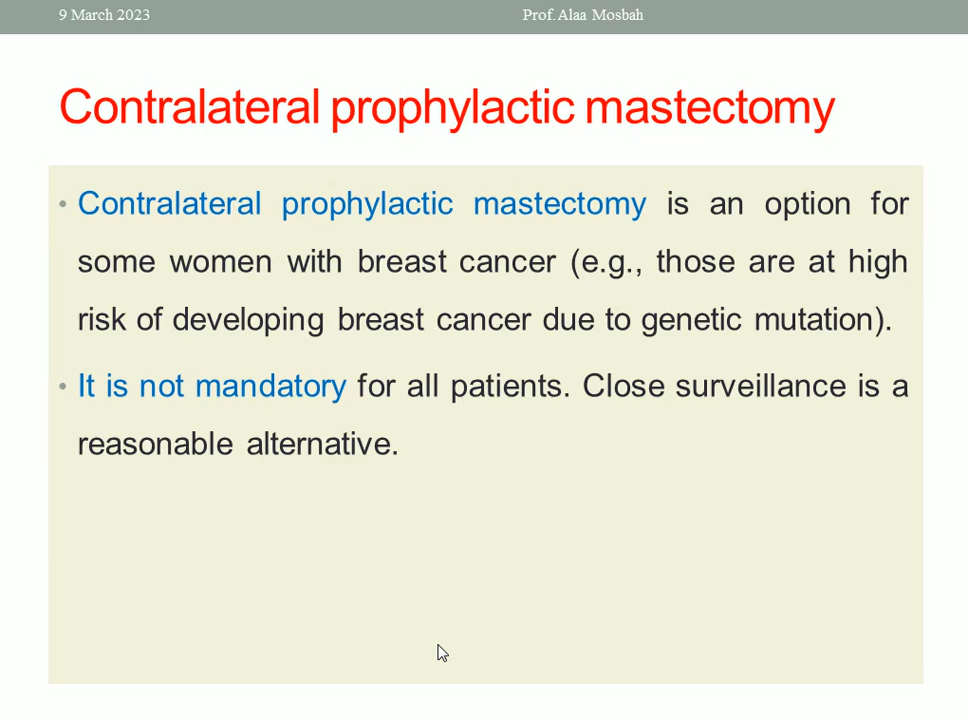 9 March 2023 Prof. Alaa Mosbah
Contralateral prophylactic mastectomy
• Contralateral prophylactic mastectomy is an option for
some women with breast cancer (e.g., those are at high
risk of developing breast cancer due to genetic mutation).
• It is not mandatory for all patients. Close surveillance is a
reasonable alternative.